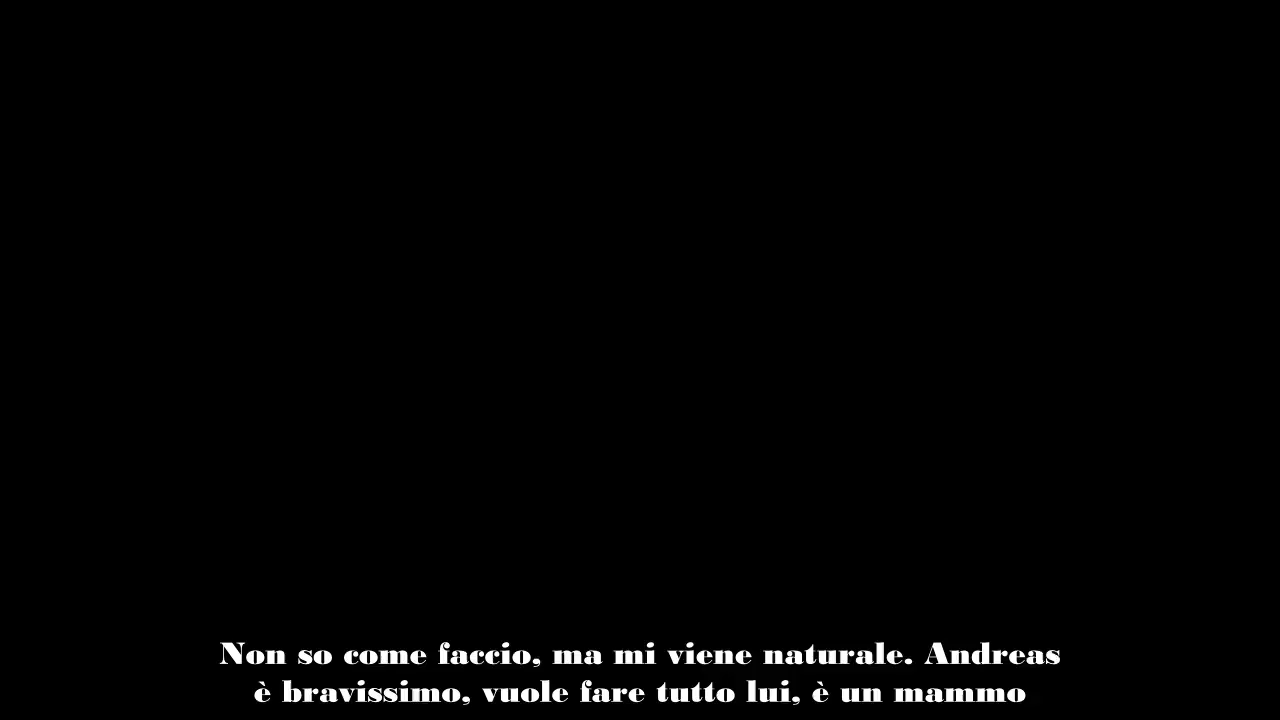 Non so come faccio, ma mi viene naturale. Andreas
è bravissimo, vuole fare tutto lui, è un mammo